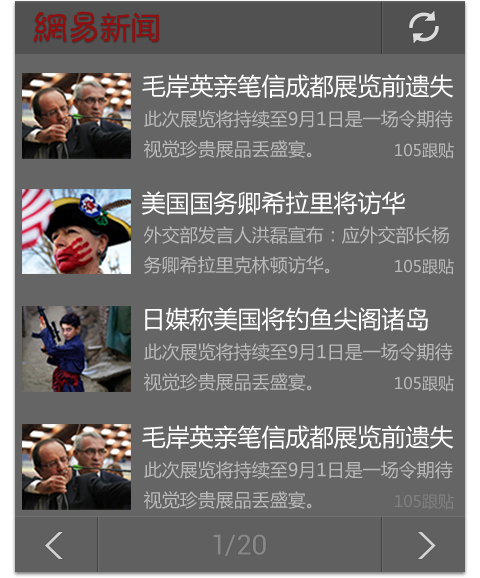 網易新闻
毛岸英亲笔信成都展览前遗失
此次展览将持续至9月1日是一场令期待
视觉珍贵展品丢盛宴。 105跟贴
美国国务卿希拉里将访华
外交部发言人洪磊宣布：应外交部长杨
务卿希拉里克林顿访华。 105跟贴
日媒称美国将钓鱼尖阁诸岛
此次展览将持续至9月1日是一场令期待
视觉珍贵展品丢盛宴。 105跟贴
毛岸英亲笔信成都展览前遗失
此次展览将持续至9月1日是一场令期待
视觉珍贵展品丢盛宴。 105跟贴
1/20